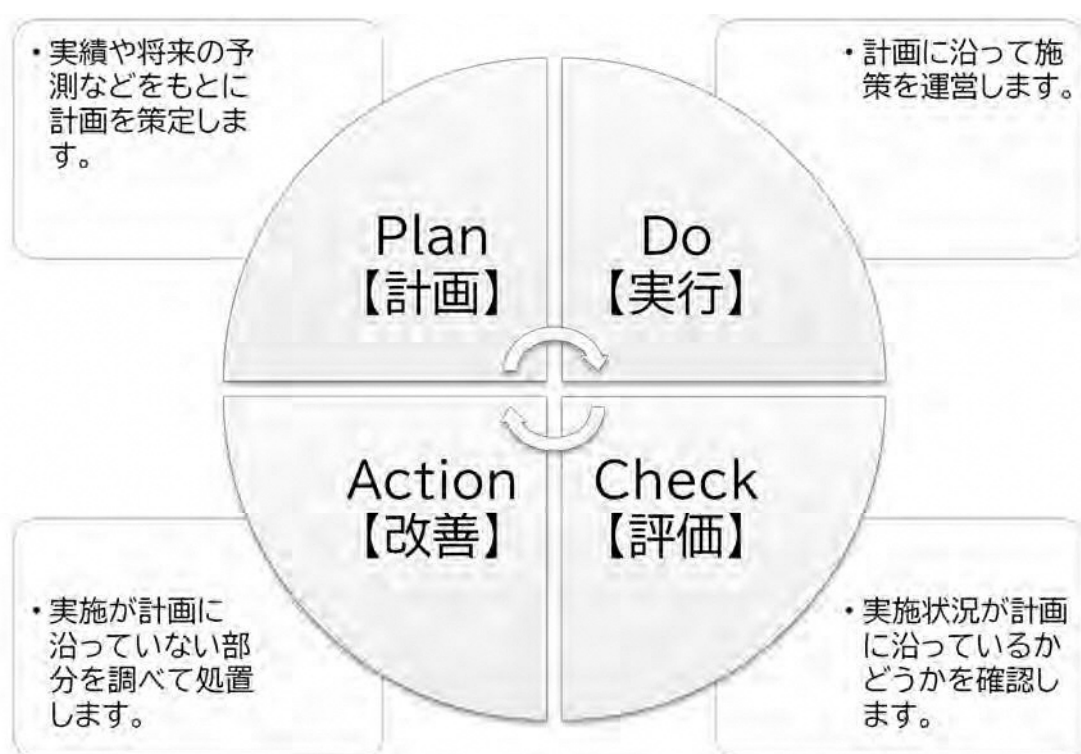 ・実績や将来の予
測などをもとに
計画を策定しま
す。
・計画に沿って施
策を運営します。
Plan
【計画】
Do
【実行】
Action
【改善】
Check
【評価】
・実施が計画に
沿っていない部
分を調べて処置
します。
・実施状況が計画
に沿っているか
どうかを確認し
ます。